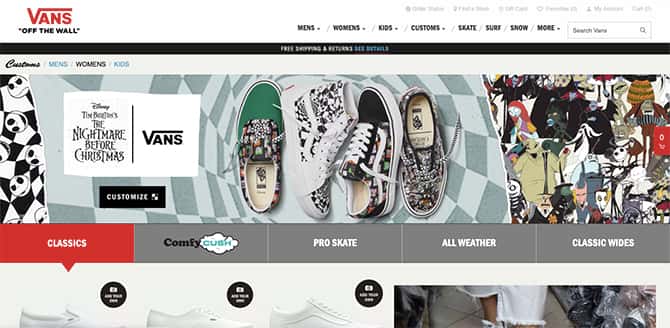 VANS
"OFF THE WALL"
Order Status Find a Store Gift Card Favorites (0) My Account Cart (0)
MENS / WOMENS / KIDS / CUSTOMS / SKATE SURF SNOW MORE
Search Vans
FREE SHIPPING & RETURNS SEE DETAILS
Customs / MENS / WOMENS / KIDS
Disney
TIM BURTON'S
THE
NIGHTMARE
BEFORE
CHRISTMAS
VANS
CUSTOMIZE
0
CLASSICS
ComfyCUSH
PRO SKATE
ALL WEATHER
CLASSIC WIDES
ADD YOUR
OWN
ADD YOUR
OWN
ADD YOUR
OWN